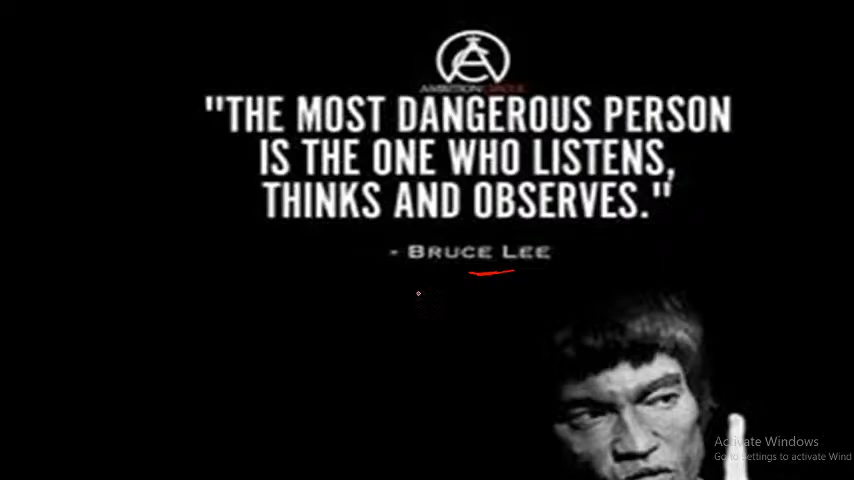 "THE MOST DANGEROUS PERSON
IS THE ONE WHO LISTENS,
THINKS AND OBSERVES."
- BRUCE LEE
Activate Windows
Go to Settings to activate Wind